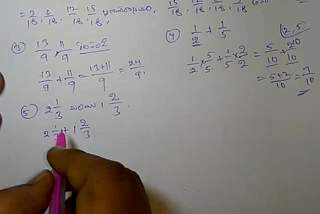 2/18, 6/18, 12/18, 15/18,
③ 13/9, 11/9
13/9 + 11/9 = 13+11/9 = 24/9.
⑤ 2 1/3 1 2/3.
2 1/3 + 1 2/3
④ 1/2 + 1/5
(2,5)
1/2 x 5/5 + 1/5 x 2/2 = 5/10 + 2/10
= 5+2/10 = 7/10